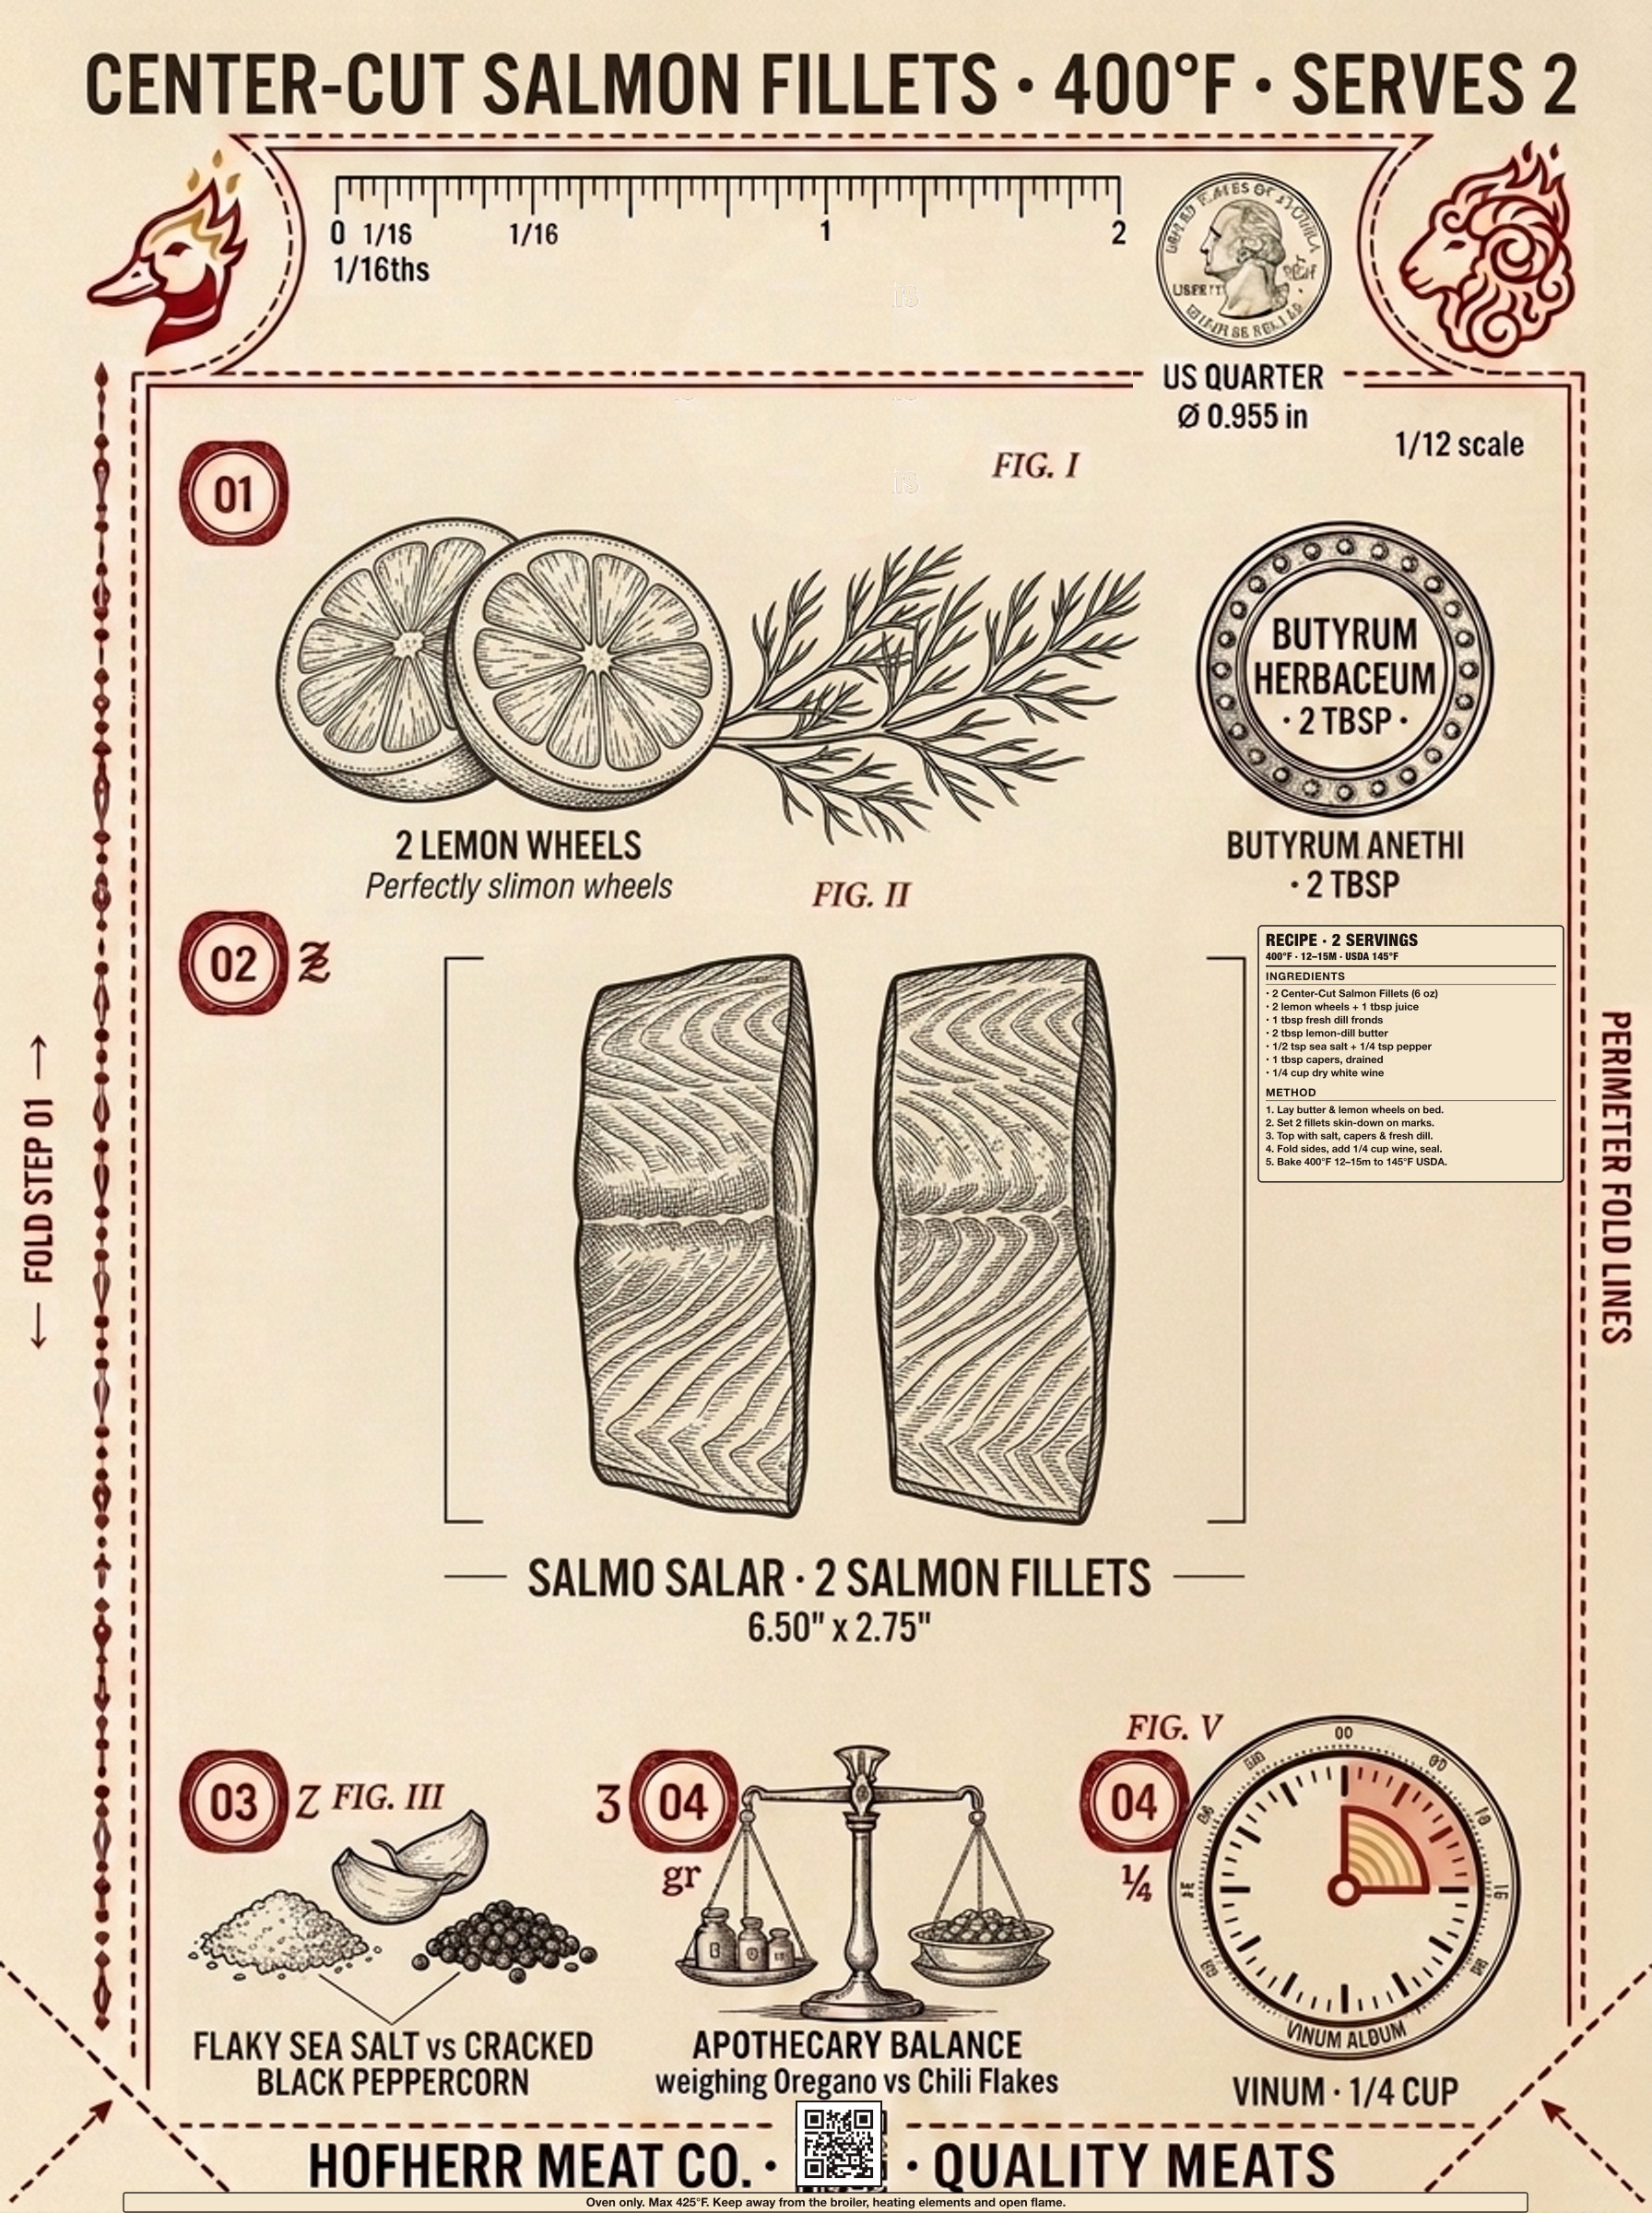 CENTER-CUT SALMON FILLETS · 400°F · SERVES 2
0 1/1S 1/16 1 2
1/16ths
US QUARTER
Ø 0.955 in
1/12 scale
01
FIG. I
BUTYRUM
HERBACEUM
· 2 TBSP ·
2 LEMON WHEELS
Perfectly slimon wheels
BUTYRUM ANETHI
· 2 TBSP
FIG. II
02
RECIPE · 2 SERVINGS
400°F · 12–15M · USDA 145°F
INGREDIENTS
· 2 Center-Cut Salmon Fillets (6 oz)
· 2 lemon wheels + 1 tbsp juice
· 1 tbsp fresh dill fronds
· 2 tbsp lemon-dill butter
· 1/2 tsp sea salt + 1/4 tsp pepper
· 1 tbsp capers, drained
· 1/4 cup dry white wine
METHOD
1. Lay butter & lemon wheels on bed.
2. Set 2 fillets skin-down on marks.
3. Top with salt, capers & fresh dill.
4. Fold sides, add 1/4 cup wine, seal.
5. Bake 400°F 12–15m to 145°F USDA.
← FOLD STEP 01 →
PERIMETER FOLD LINES
SALMO SALAR · 2 SALMON FILLETS
6.50" x 2.75"
FIG. V
03 Z FIG. III
3 04
gr
04
¼
00
VINUM ALBUM
FLAKY SEA SALT vs CRACKED
BLACK PEPPERCORN
APOTHECARY BALANCE
weighing Oregano vs Chili Flakes
VINUM · 1/4 CUP
HOFHERR MEAT CO. · · QUALITY MEATS
Oven only. Max 425°F. Keep away from the broiler, heating elements and open flame.